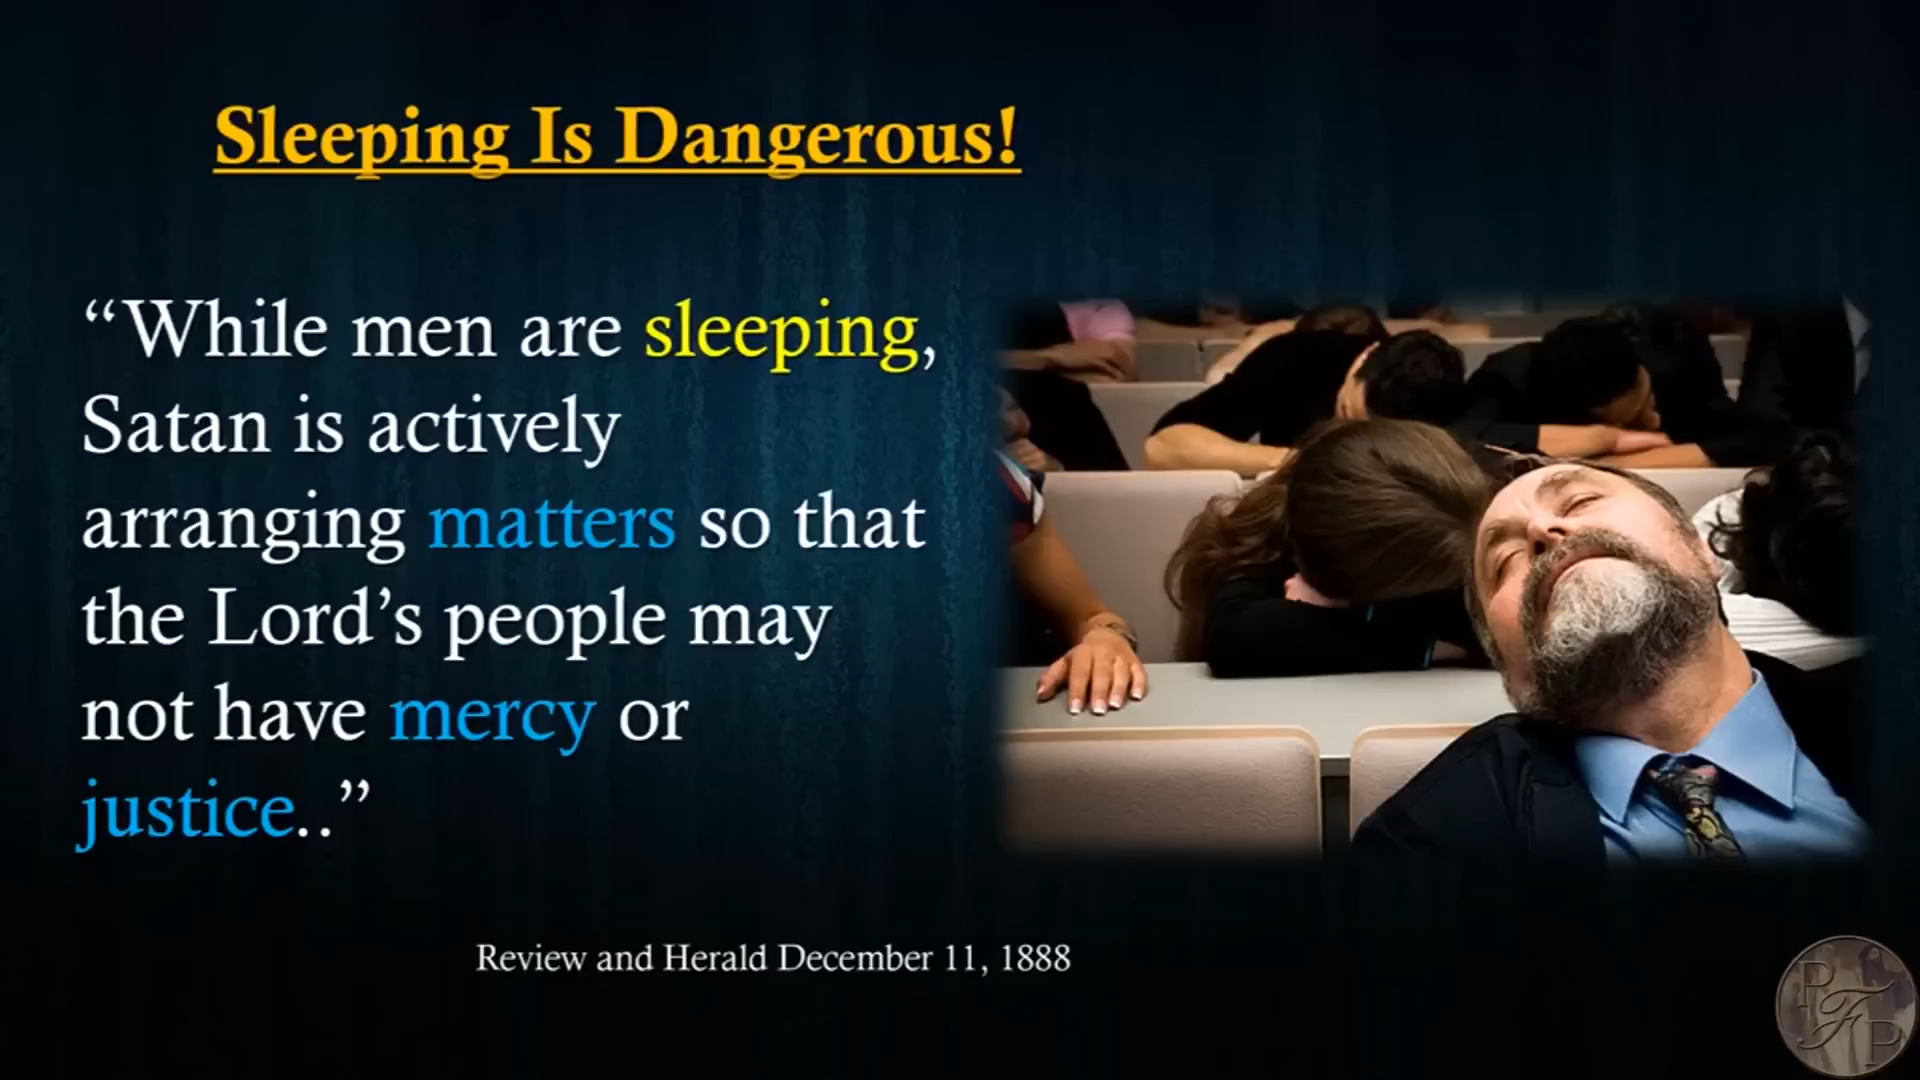 Sleeping Is Dangerous!
“While men are sleeping,
Satan is actively
arranging matters so that
the Lord’s people may
not have mercy or
justice..”
Review and Herald December 11, 1888
P F P